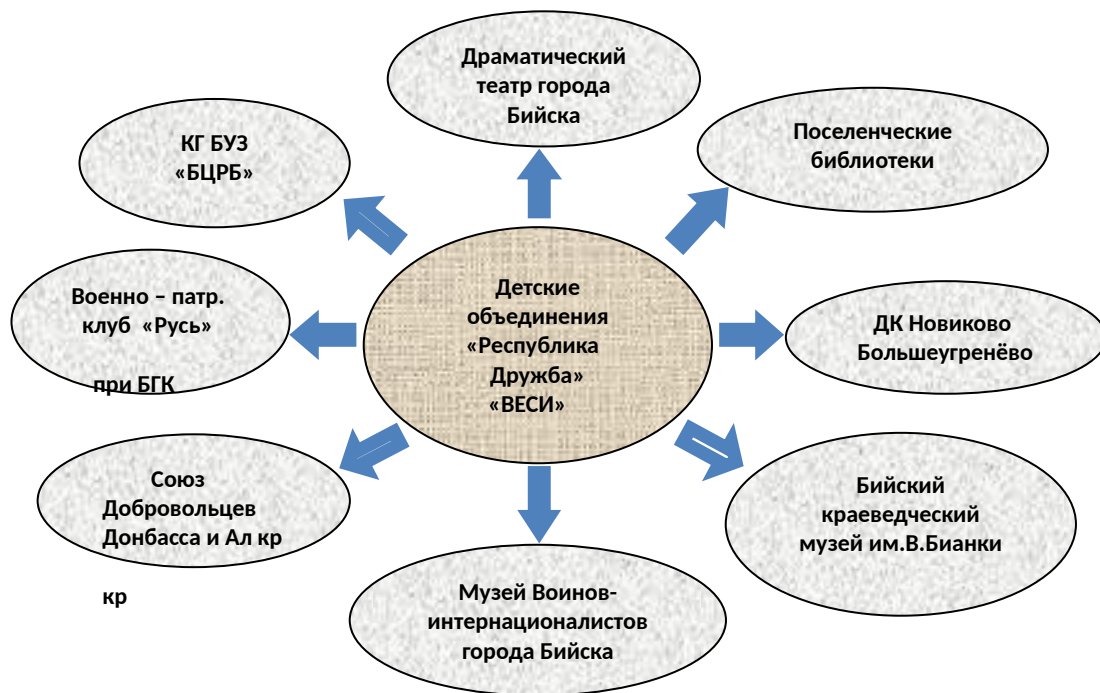 Драматический
театр города
Бийска
КГ БУЗ
«БЦРБ»
Поселенческие
библиотеки
Военно – патр.
клуб «Русь»
при БГК
Детские
объединения
«Республика
Дружба»
«ВЕСИ»
ДК Новиково
Большеугренёво
Союз
Добровольцев
Донбасса и Ал кр
кр
Бийский
краеведческий
музей им.В.Бианки
Музей Воинов-
интернационалистов
города Бийска